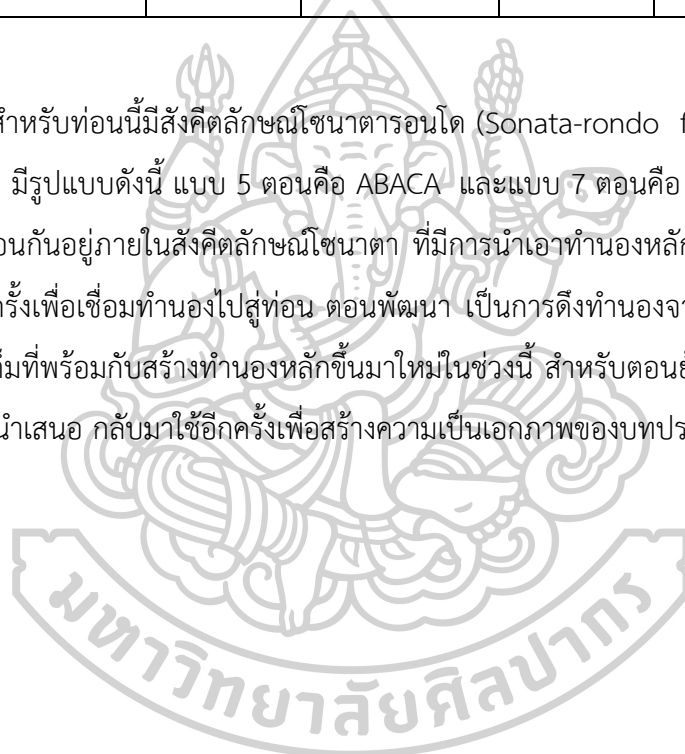 สำหรับท่อนนี้มีสังคีตลักษณ์โซนาตารอนโด (Sonata-rondo
มีรูปแบบดังนี้ แบบ 5 ตอนคือ ABACA และแบบ 7 ตอนคือ
อนกันอยู่ภายในสังคีตลักษณ์โซนาตา ที่มีการนำเอาทำนองหลัก
ครั้งเพื่อเชื่อมทำนองไปสู่ท่อน ตอนพัฒนา เป็นการดึงทำนองจา
ที่พร้อมกับสร้างทำนองหลักขึ้นมาใหม่ในช่วงนี้ สำหรับตอนย้
นำเสนอ กลับมาใช้อีกครั้งเพื่อสร้างความเป็นเอกภาพของบทประ
มหาวิทยาลัยศิลปากร